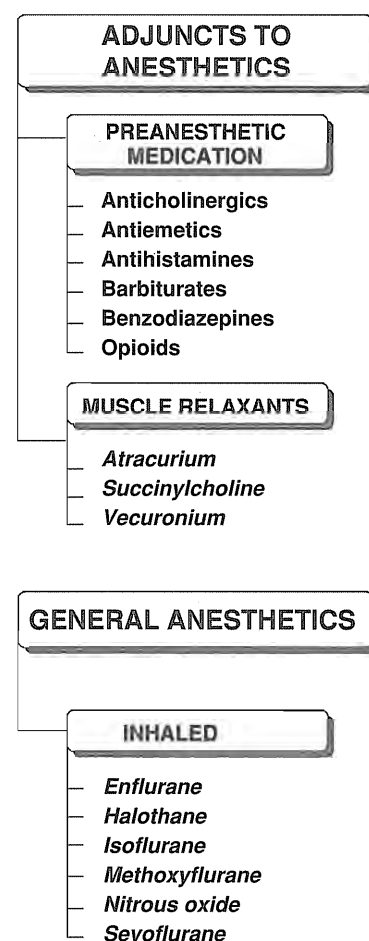 ADJUNCTS TO
ANESTHETICS
PREANESTHETIC
MEDICATION
Anticholinergics
Antiemetics
Antihistamines
Barbiturates
Benzodiazepines
Opioids
MUSCLE RELAXANTS
Atracurium
Succinylcholine
Vecuronium
GENERAL ANESTHETICS
INHALED
Enflurane
Halothane
Isoflurane
Methoxyflurane
Nitrous oxide
Sevoflurane